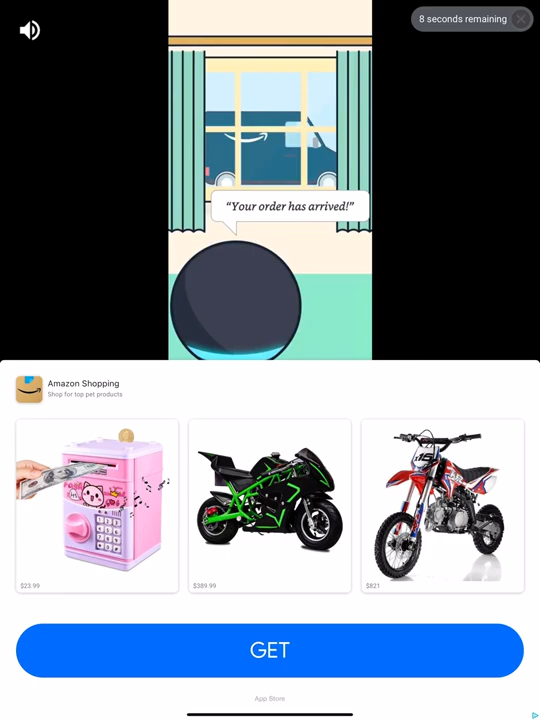 8 seconds remaining
“Your order has arrived!”
Amazon Shopping
Shop for top pet products
$23.99
$389.99
$821
GET
App Store